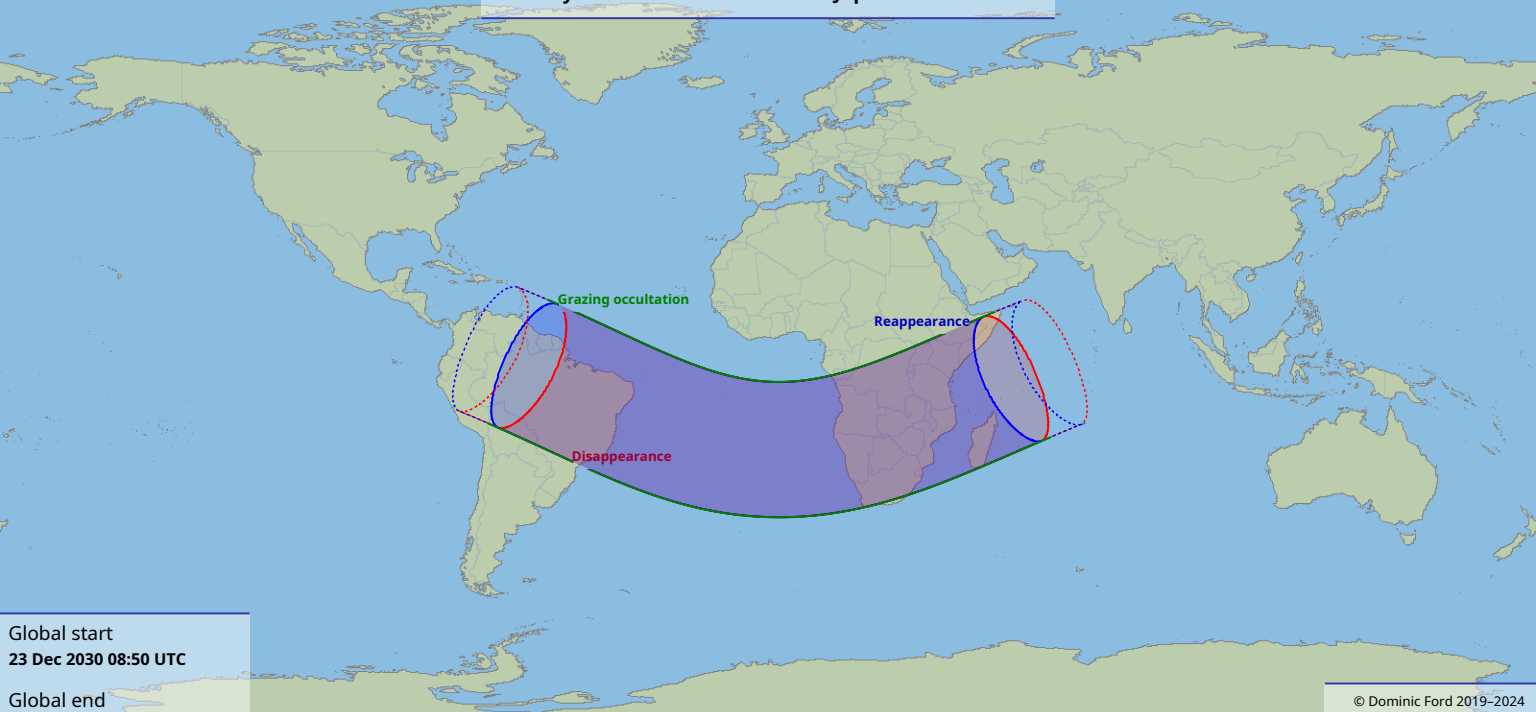 Grazing occultation
Reappearance
Disappearance
Global start
23 Dec 2030 08:50 UTC
Global end
© Dominic Ford 2019–2024